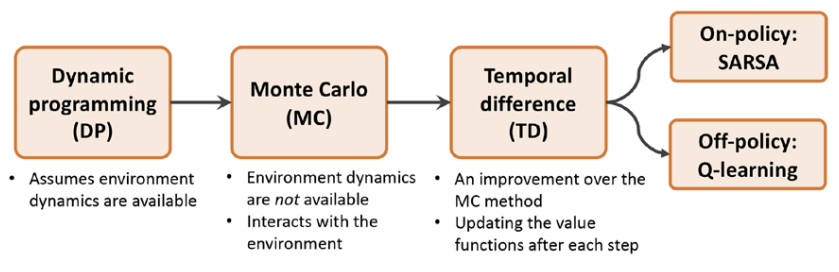 Dynamic
programming
(DP)
• Assumes environment
dynamics are available
Monte Carlo
(MC)
• Environment dynamics
are not available
• Interacts with the
environment
Temporal
difference
(TD)
• An improvement over the
MC method
• Updating the value
functions after each step
On-policy:
SARSA
Off-policy:
Q-learning